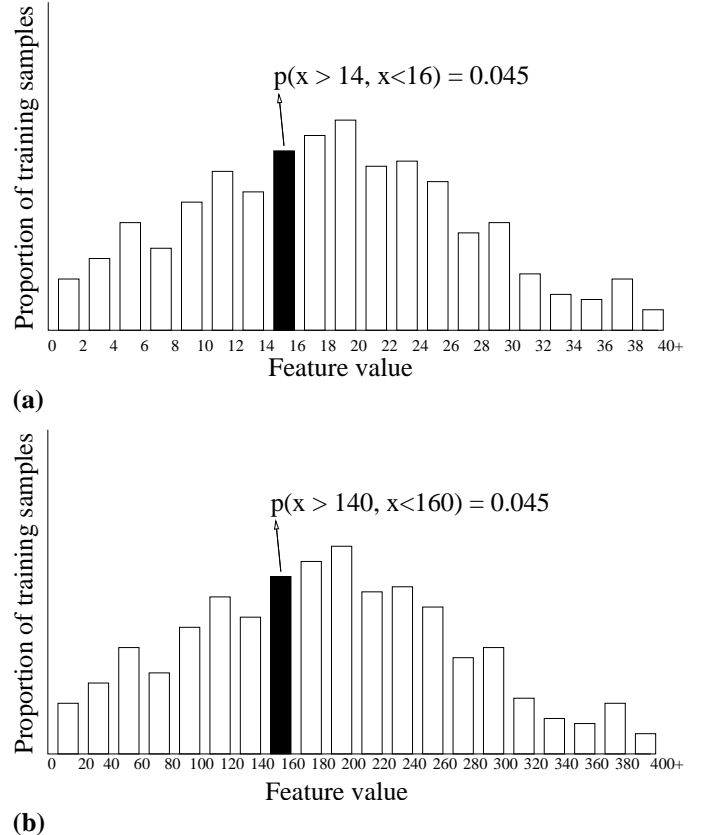 p(x > 14, x<16) = 0.045
Proportion of training samples
0 2 4 6 8 10 12 14 16 18 20 22 24 26 28 30 32 34 36 38 40+
Feature value
(a)
p(x > 140, x<160) = 0.045
Proportion of training samples
0 20 40 60 80 100 120 140 160 180 200 220 240 260 280 300 320 340 360 380 400+
Feature value
(b)